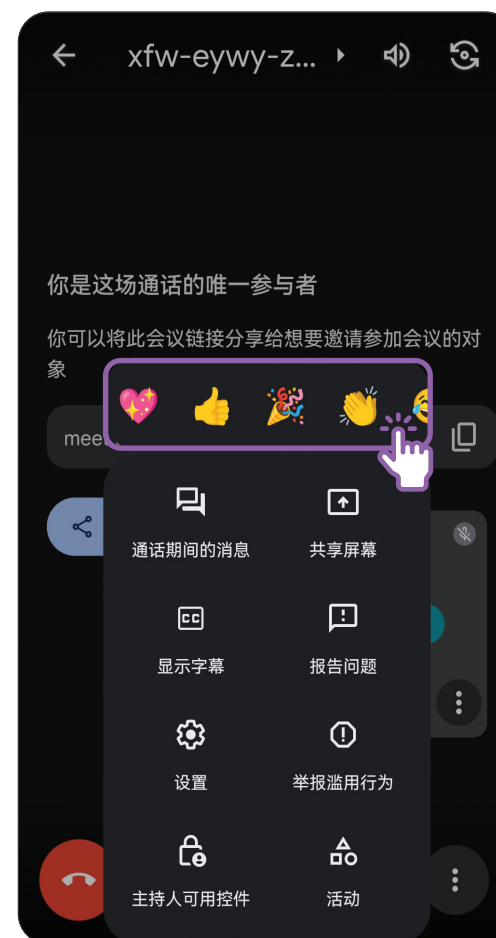 xfw-eywy-z...
你是这场通话的唯一参与者
你可以将此会议链接分享给想要邀请参加会议的对
象
meet
通话期间的消息
共享屏幕
CC
显示字幕
报告问题
设置
举报滥用行为
主持人可用控件
活动